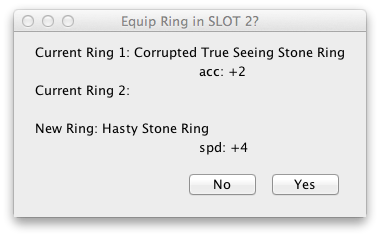 Equip Ring in SLOT 2?
Current Ring 1: Corrupted True Seeing Stone Ring
acc: +2
Current Ring 2:
New Ring: Hasty Stone Ring
spd: +4
No Yes